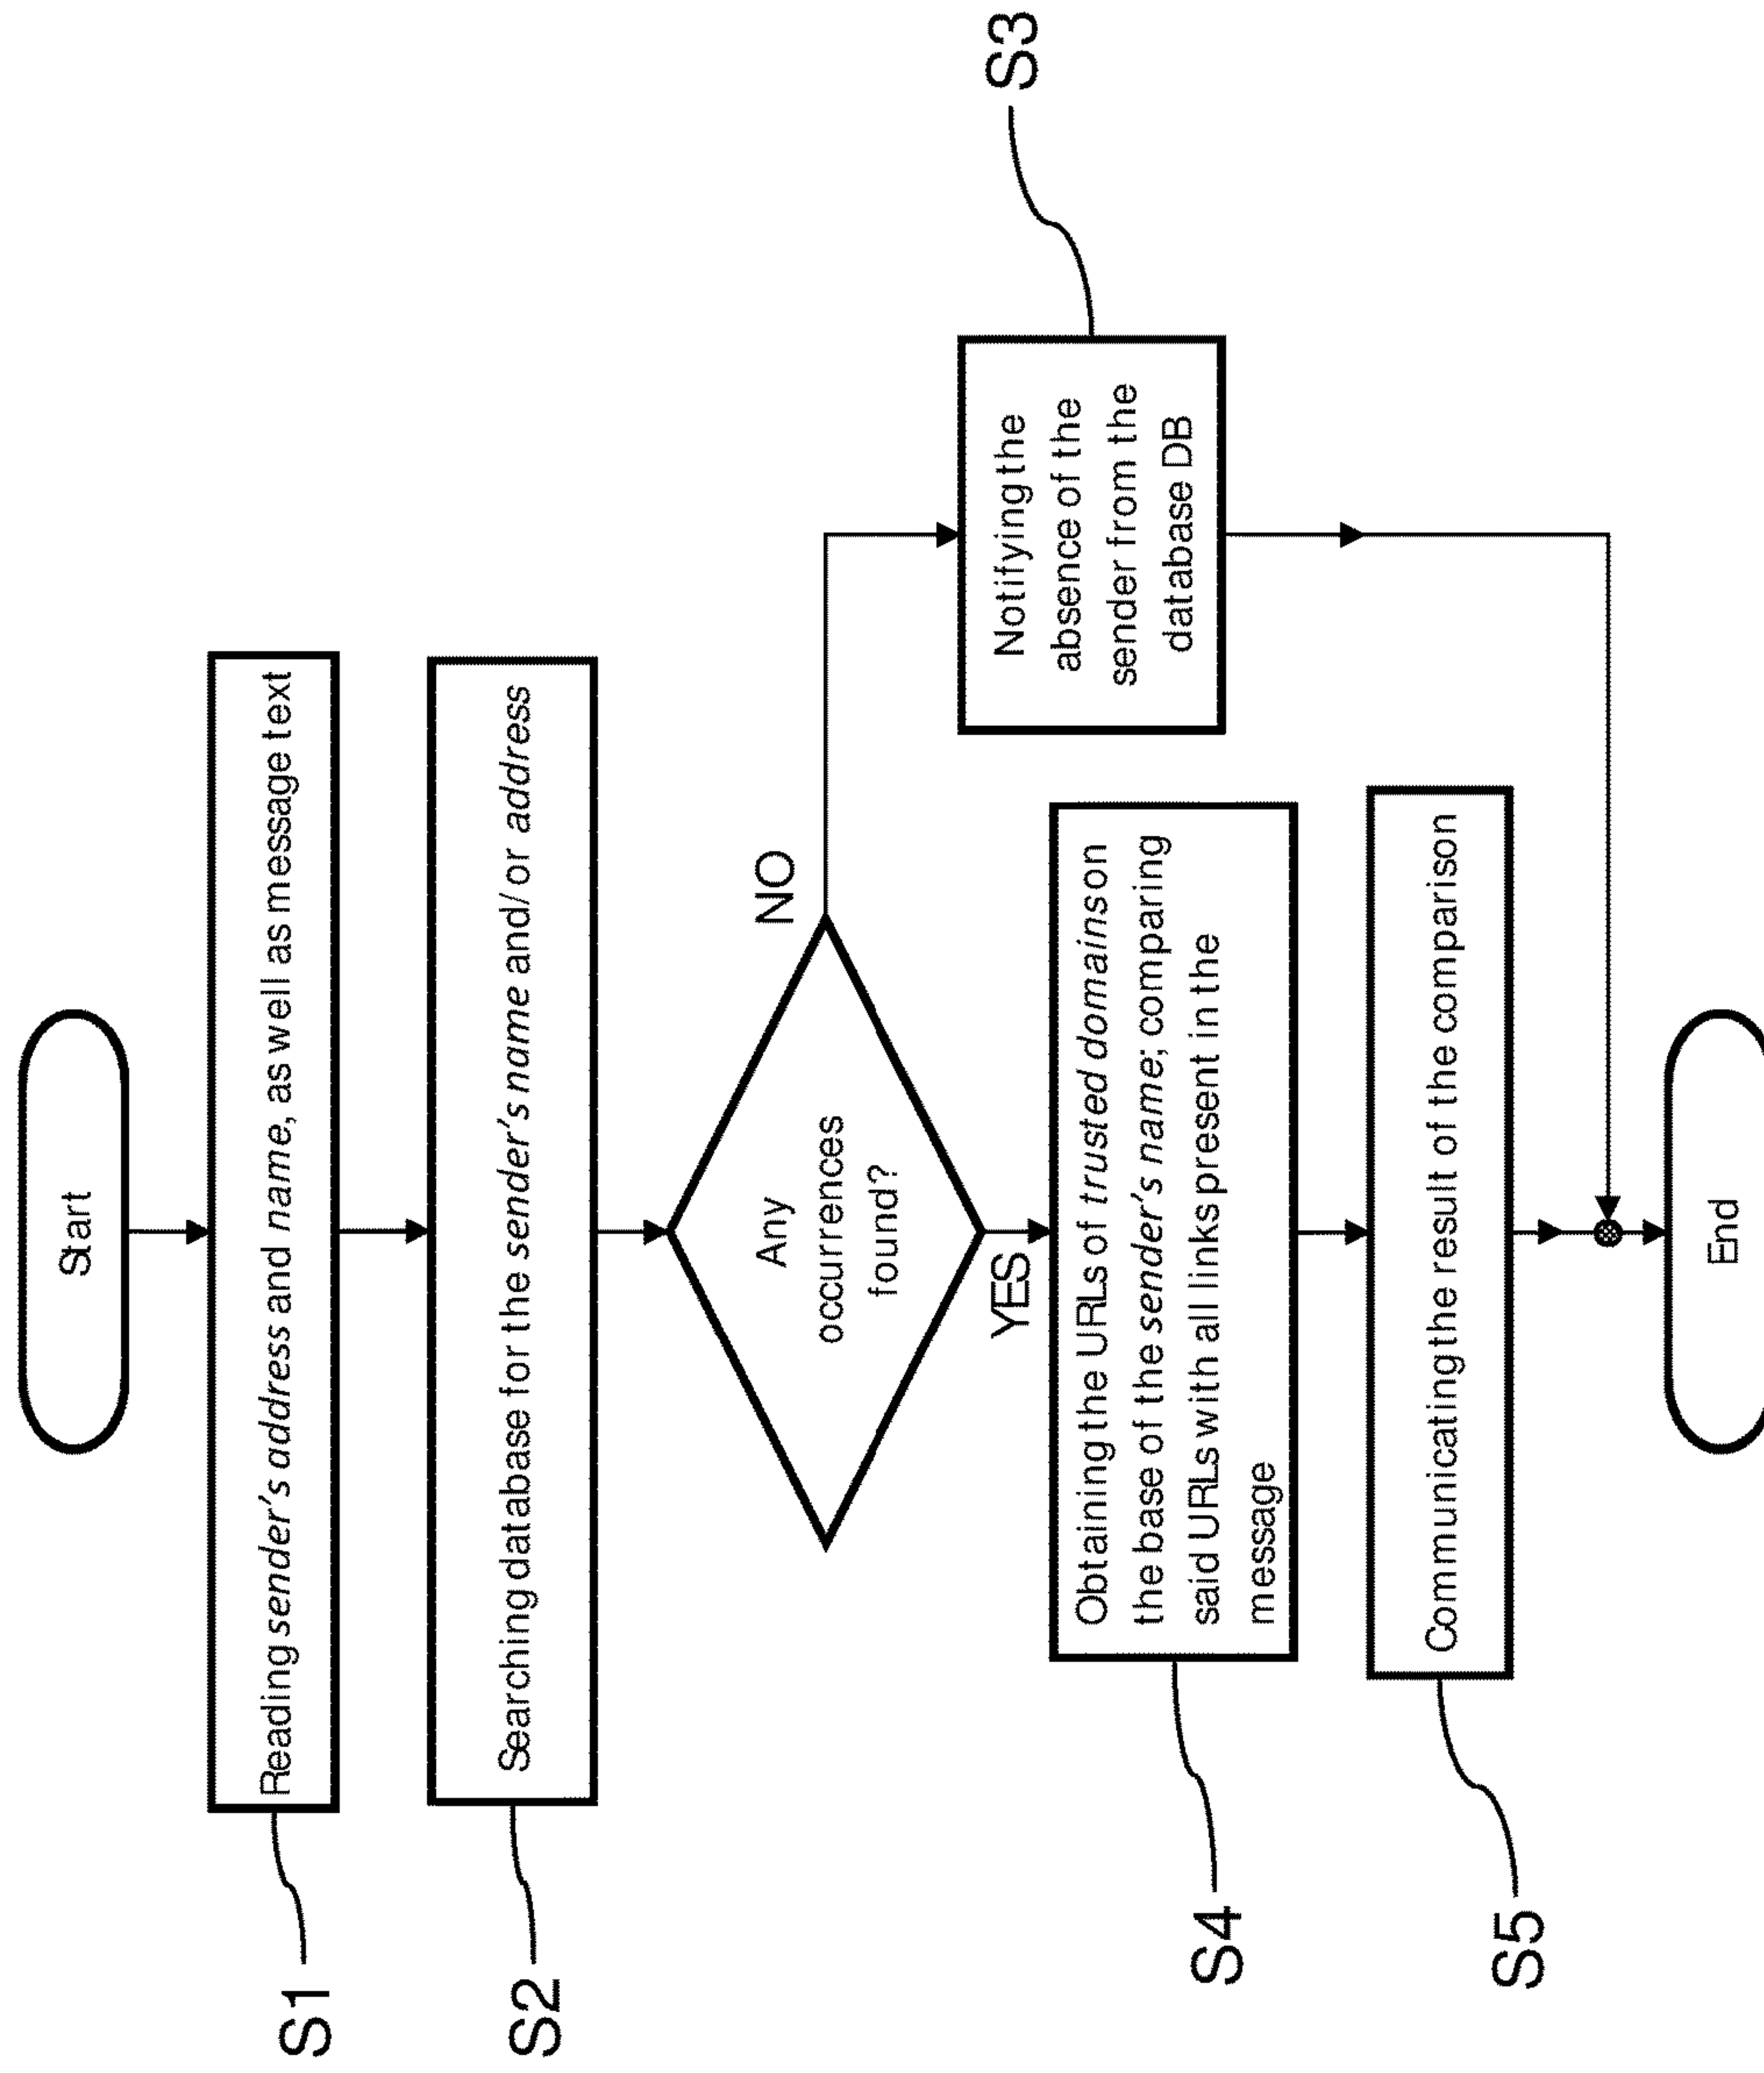 Start
S1
Reading sender's address and name, as well as message text
S2
Searching database for the sender's name and/or address
Any
occurrences
found?
NO
YES
Notifying the
absence of the
sender from the
database DB
S3
Obtaining the URLs of trusted domains on
the base of the sender's name; comparing
said URLs with all links present in the
message
S4
Communicating the result of the comparison
S5
End